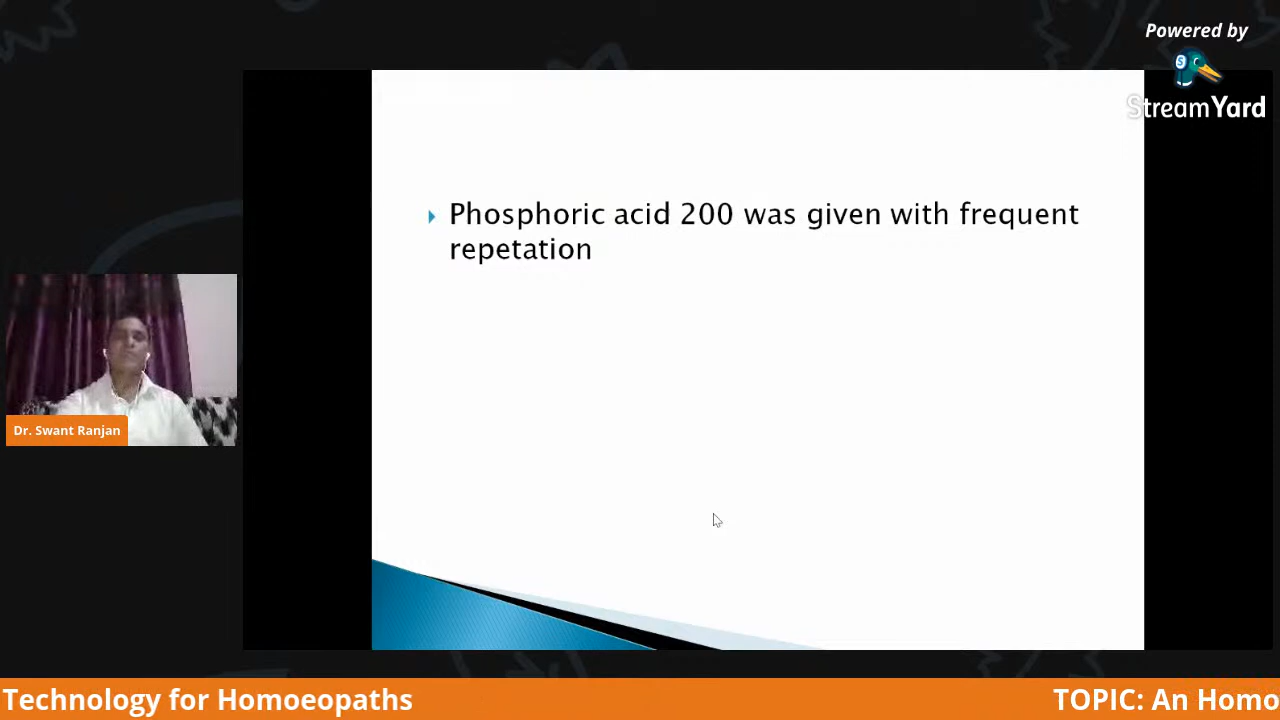 Powered by
StreamYard
Phosphoric acid 200 was given with frequent
repetation
Dr. Swant Ranjan
Technology for Homoeopaths
TOPIC: An Homo